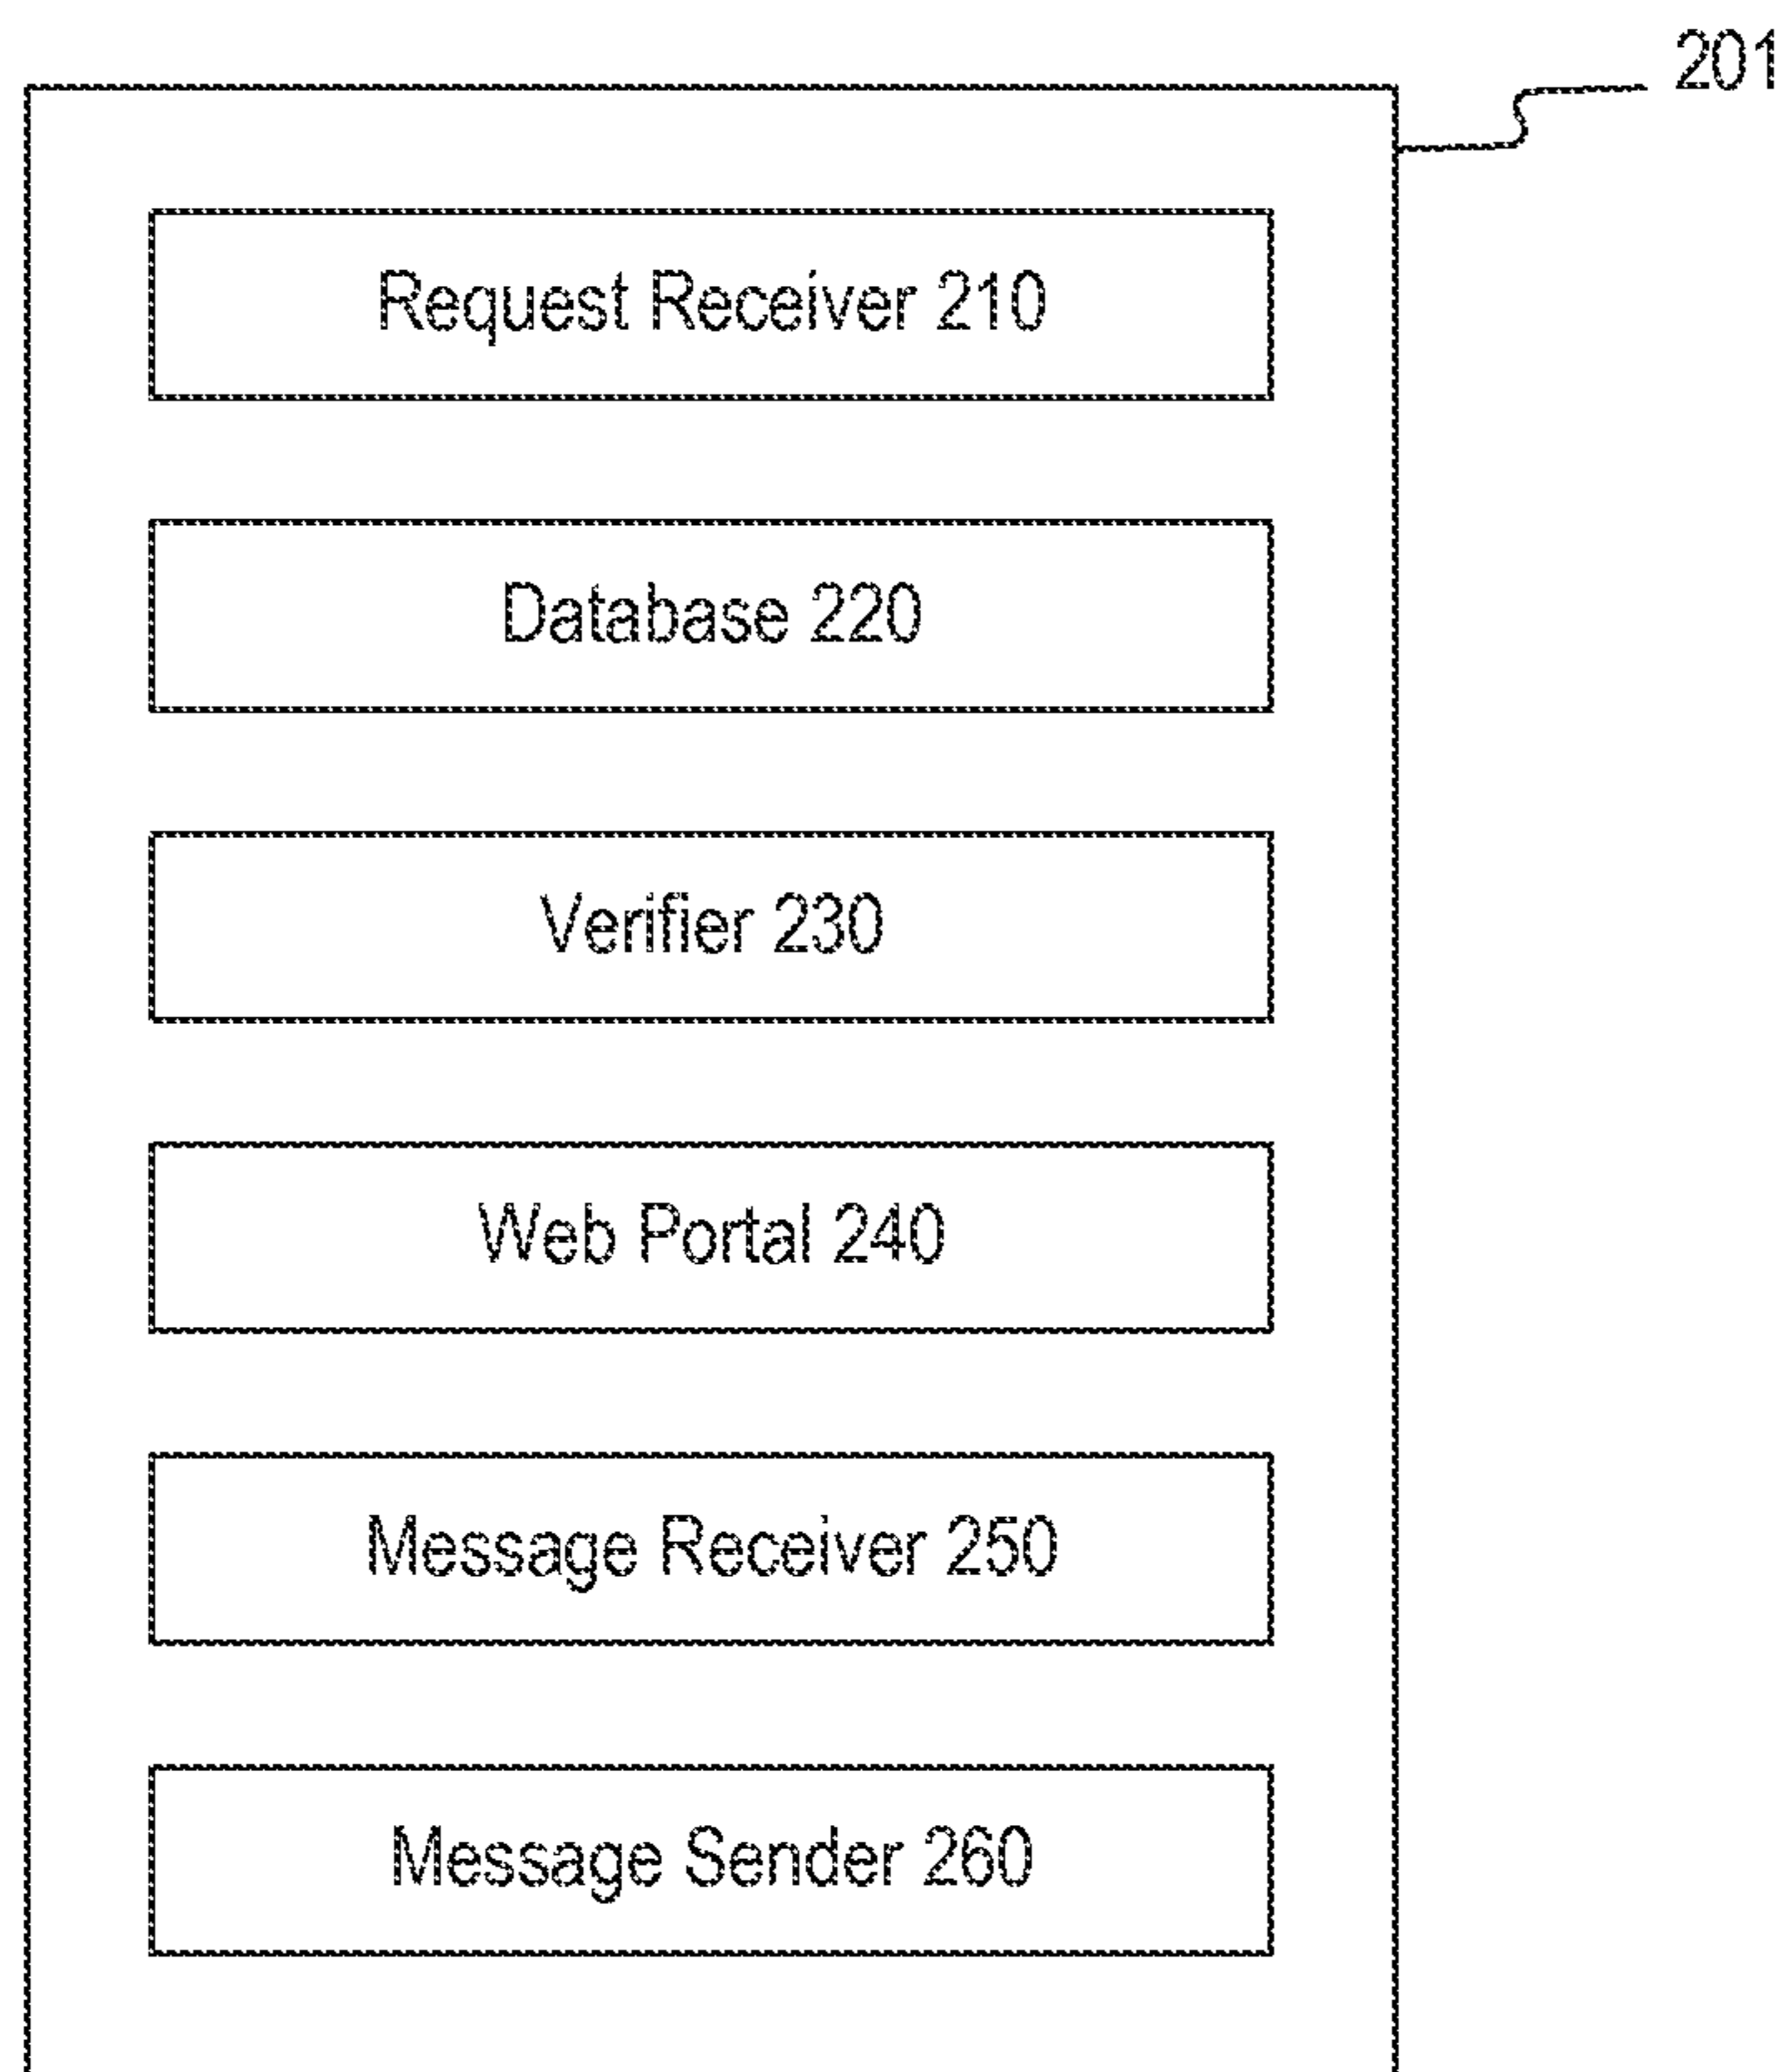 201
Request Receiver 210
Database 220
Verifier 230
Web Portal 240
Message Receiver 250
Message Sender 260